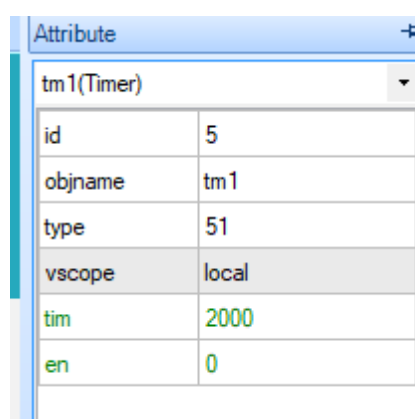 Attribute
tm1(Timer)
id 5
objname tm1
type 51
vscope local
tim 2000
en 0